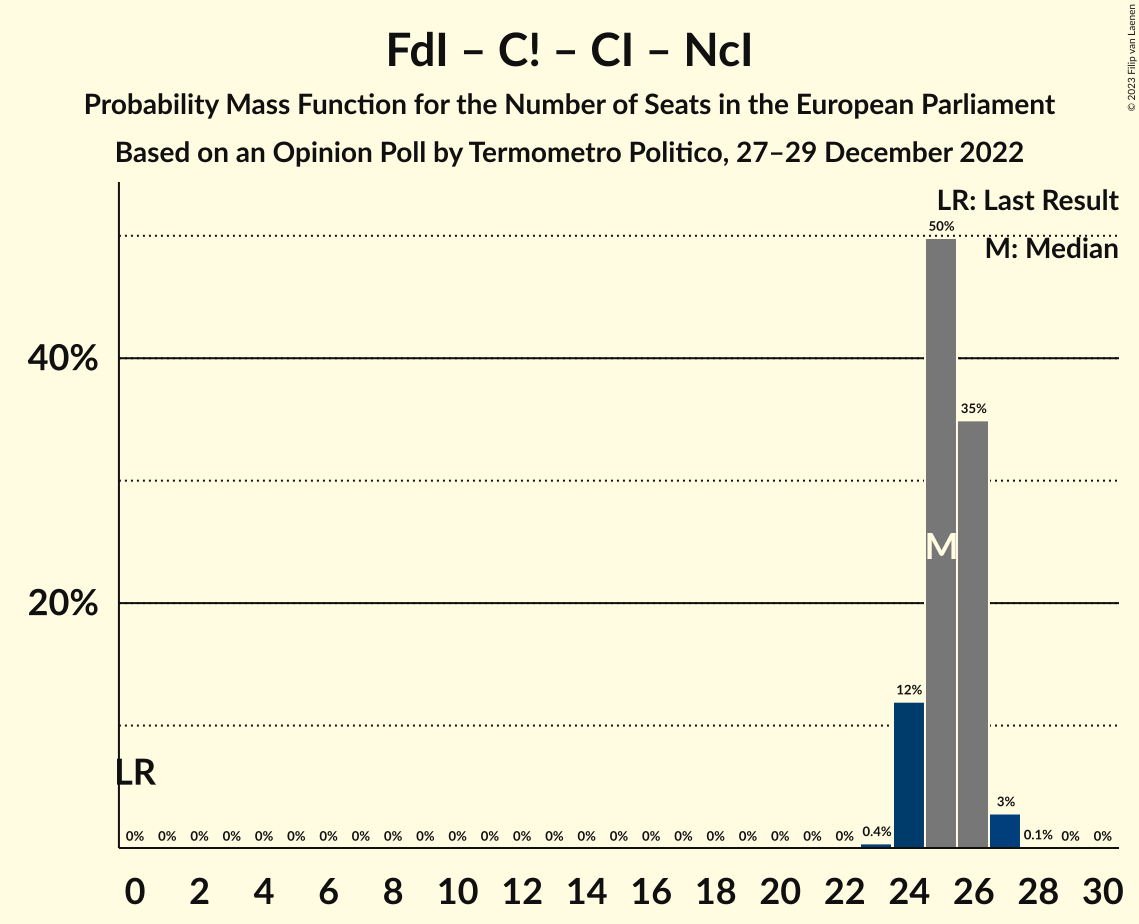 FdI – C! – CI – NcI
Probability Mass Function for the Number of Seats in the European Parliament
Based on an Opinion Poll by Termometro Politico, 27–29 December 2022
© 2023 Filip van Laenen
LR: Last Result
M: Median
50%
40%
35%
M
20%
12%
LR
3%
0% 0% 0% 0% 0% 0% 0% 0% 0% 0% 0% 0% 0% 0% 0% 0% 0% 0% 0% 0% 0% 0% 0% 0.4% 0.1% 0% 0%
0 2 4 6 8 10 12 14 16 18 20 22 24 26 28 30